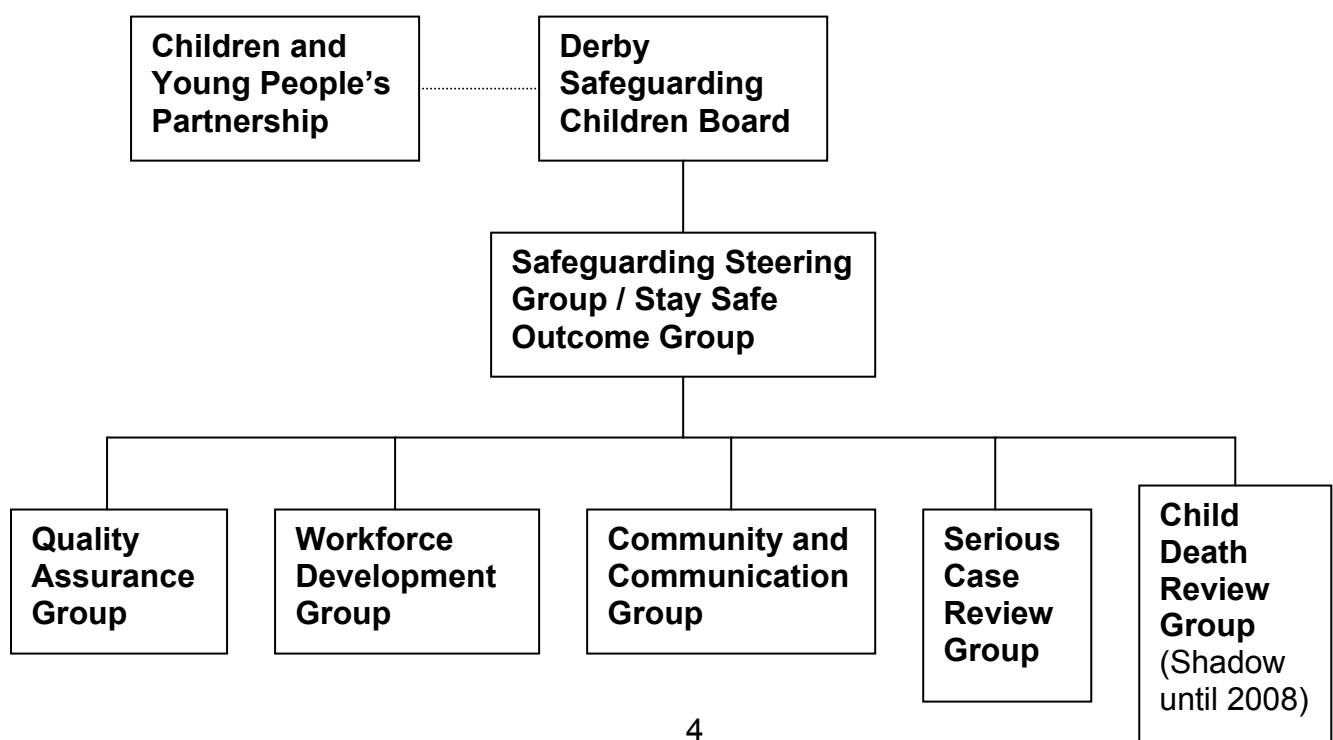 Children and
Young People’s
Partnership
Derby
Safeguarding
Children Board
Safeguarding Steering
Group / Stay Safe
Outcome Group
Quality
Assurance
Group
Workforce
Development
Group
Community and
Communication
Group
Serious
Case
Review
Group
Child
Death
Review
Group
(Shadow
until 2008)
4